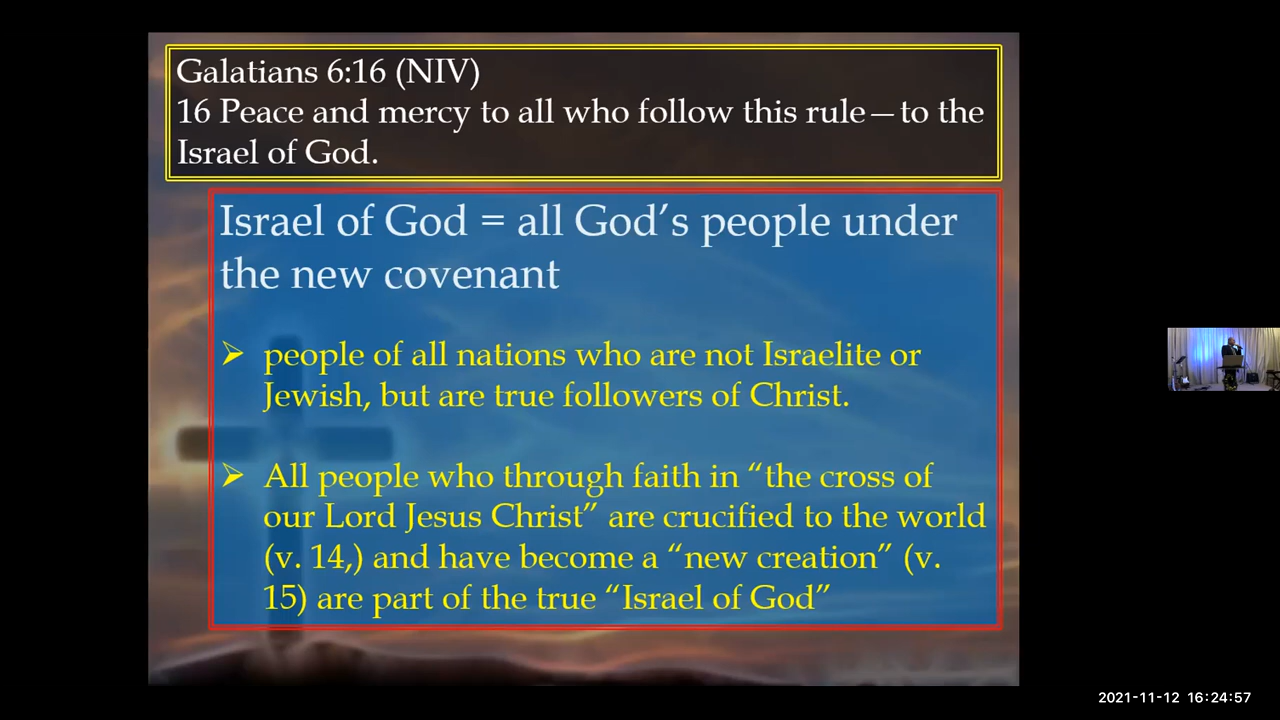 Galatians 6:16 (NIV)
16 Peace and mercy to all who follow this rule—to the
Israel of God.
Israel of God = all God’s people under
the new covenant
➢ people of all nations who are not Israelite or
Jewish, but are true followers of Christ.
➢ All people who through faith in “the cross of
our Lord Jesus Christ” are crucified to the world
(v. 14,) and have become a “new creation” (v.
15) are part of the true “Israel of God”
2021-11-12 16:24:57